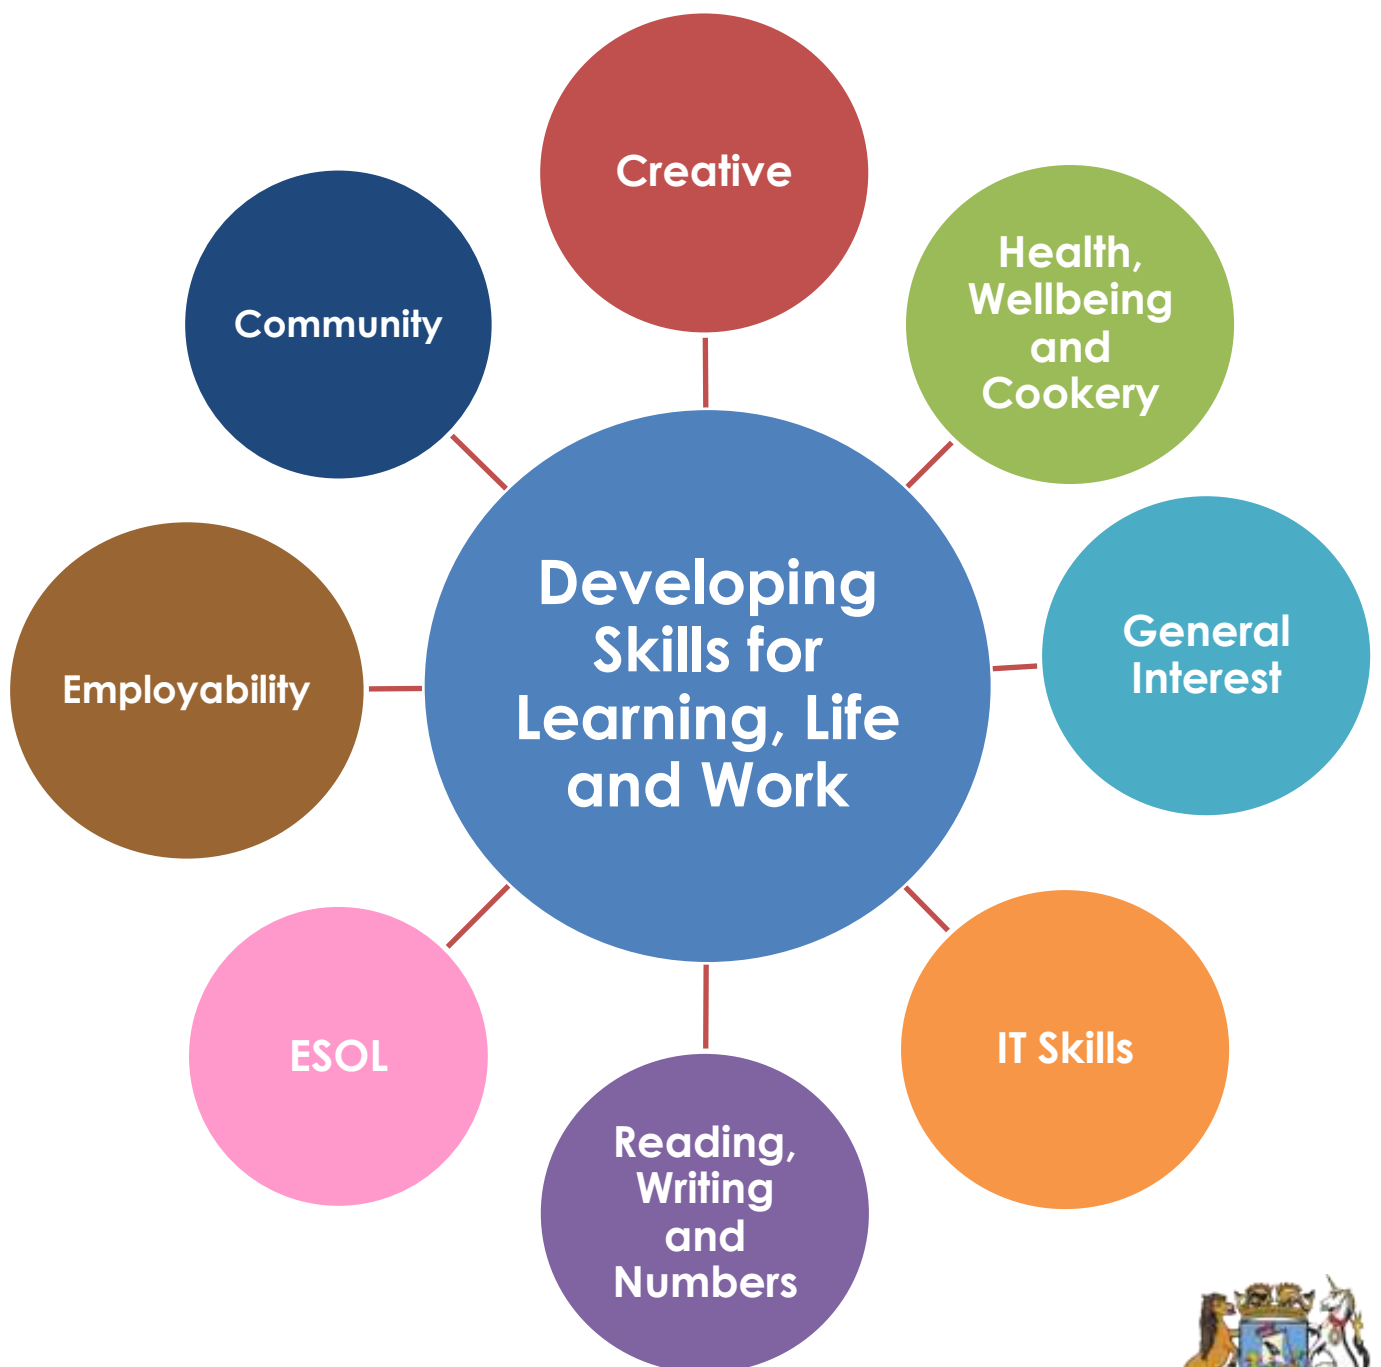 Creative
Health,
Wellbeing
and
Cookery
Community
Developing
Skills for
Learning, Life
and Work
General
Interest
Employability
IT Skills
ESOL
Reading,
Writing
and
Numbers